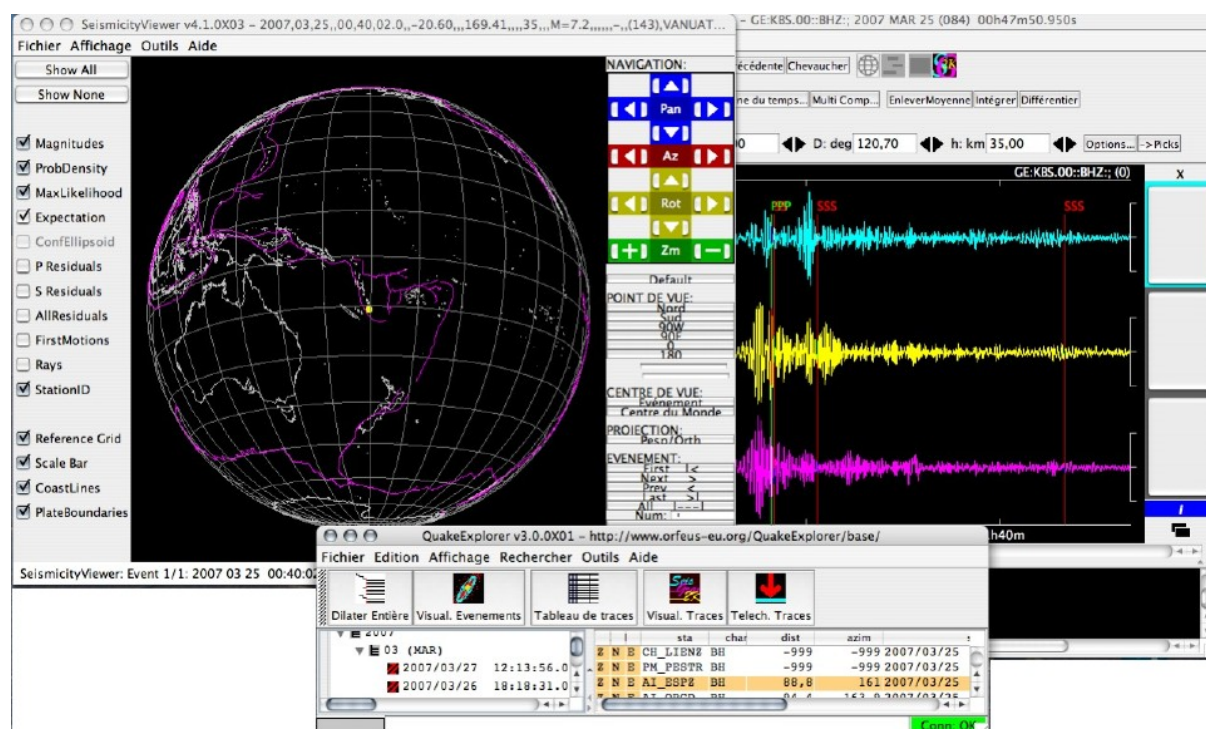 SeismicityViewer v4.1.0X03 – 2007,03,25,,00,40,02.0,,-20.60,,,169.41,,,,35,,,M=7.2,,,,,,-,,(143),VANUAT...
Fichier Affichage Outils Aide
Show All
Show None
Magnitudes
ProbDensity
MaxLikelihood
Expectation
ConfEllipsoid
P Residuals
S Residuals
AllResiduals
FirstMotions
Rays
StationID
Reference Grid
Scale Bar
CoastLines
PlateBoundaries
NAVIGATION:
Pan
Az
Rot
Zm
Default
POINT DE VUE:
Nord
Sud
90W
90E
0
180
CENTRE DE VUE:
Evénement
Centre du Monde
PROJECTION:
Pesp/Orth
EVENEMENT:
First |<
Next >
Prev <
Last >|
All |---|
Num:
SeismicityViewer: Event 1/1: 2007 03 25 00:40:02
– GE:KBS.00::BHZ:; 2007 MAR 25 (084) 00h47m50.950s
récédente Chevaucher
ne du temps... Multi Comp... EnleverMoyenne Intégrer Différentier
D: deg 120,70 h: km 35,00 Options... ->Picks
GE:KBS.00::BHZ:; (0) X
PPP SSS SSS
i
1h40m
QuakeExplorer v3.0.0X01 – http://www.orfeus-eu.org/QuakeExplorer/base/
Fichier Edition Affichage Rechercher Outils Aide
Dilater Entière Visual. Evenements Tableau de traces Visual. Traces Telech. Traces
2007
03 (MAR)
2007/03/27 12:13:56.0
2007/03/26 18:18:31.0
sta char dist azim s
Z N E CH_LIENZ BH -999 -999 2007/03/25
Z N E PM_PESTR BH -999 -999 2007/03/25
Z N E AI_ESPZ BH 88,8 161 2007/03/25
Conn: OK